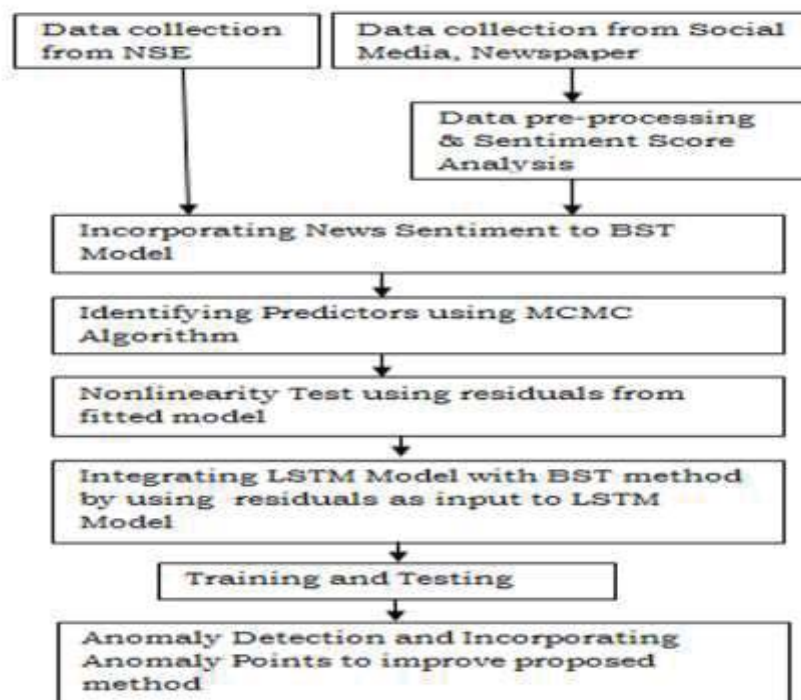 Data collection
from NSE
Data collection from Social
Media, Newspaper
Data pre-processing
& Sentiment Score
Analysis
Incorporating News Sentiment to BST
Model
Identifying Predictors using MCMC
Algorithm
Nonlinearity Test using residuals from
fitted model
Integrating LSTM Model with BST method
by using residuals as input to LSTM
Model
Training and Testing
Anomaly Detection and Incorporating
Anomaly Points to improve proposed
method